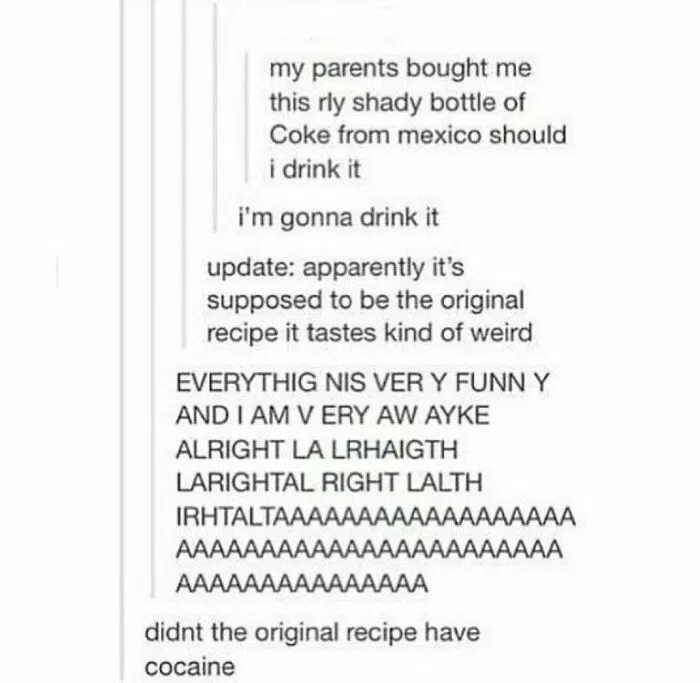 my parents bought me
this rly shady bottle of
Coke from mexico should
i drink it
i'm gonna drink it
update: apparently it's
supposed to be the original
recipe it tastes kind of weird
EVERYTHIG NIS VER Y FUNN Y
AND I AM V ERY AW AYKE
ALRIGHT LA LRHAIGTH
LARIGHTAL RIGHT LALTH
IRHTALTAAAAAAAAAAAAAAAAAA
AAAAAAAAAAAAAAAAAAAAAAA
AAAAAAAAAAAAAAA
didnt the original recipe have
cocaine